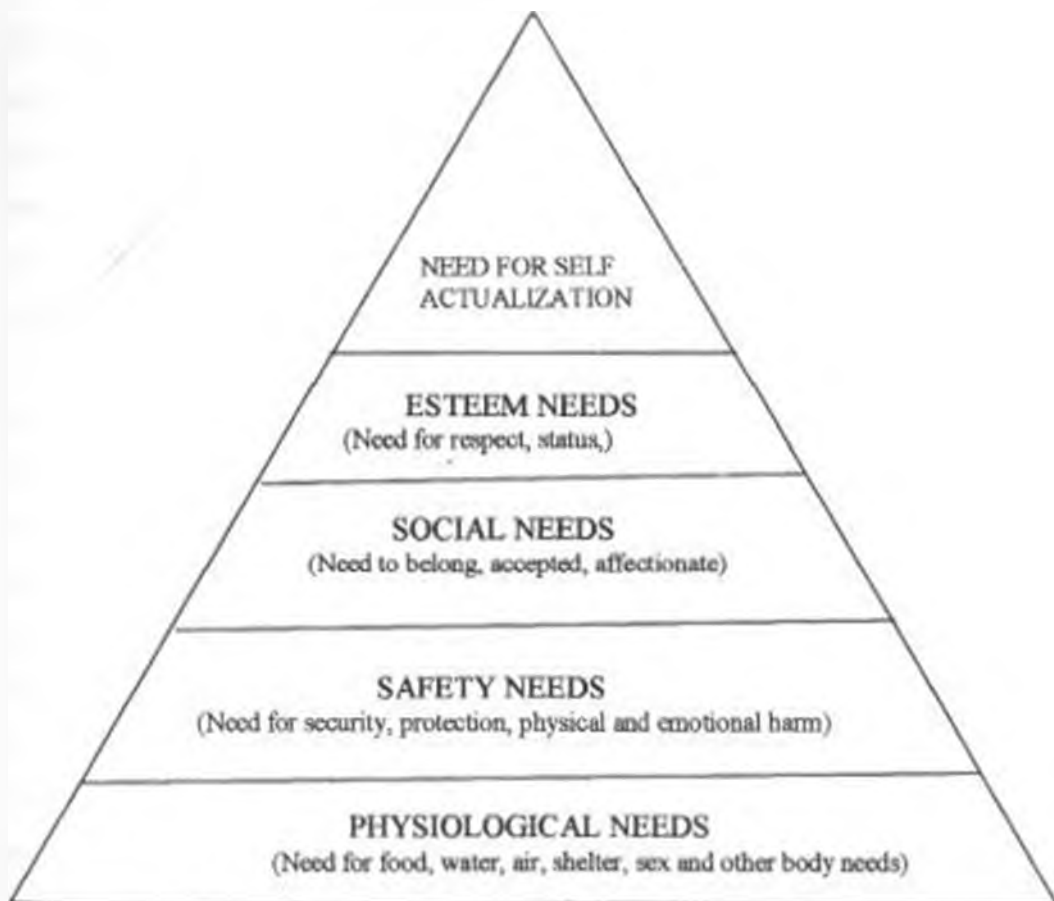 NEED FOR SELF
ACTUALIZATION
ESTEEM NEEDS
(Need for respect, status,)
SOCIAL NEEDS
(Need to belong, accepted, affectionate)
SAFETY NEEDS
(Need for security, protection, physical and emotional harm)
PHYSIOLOGICAL NEEDS
(Need for food, water, air, shelter, sex and other body needs)